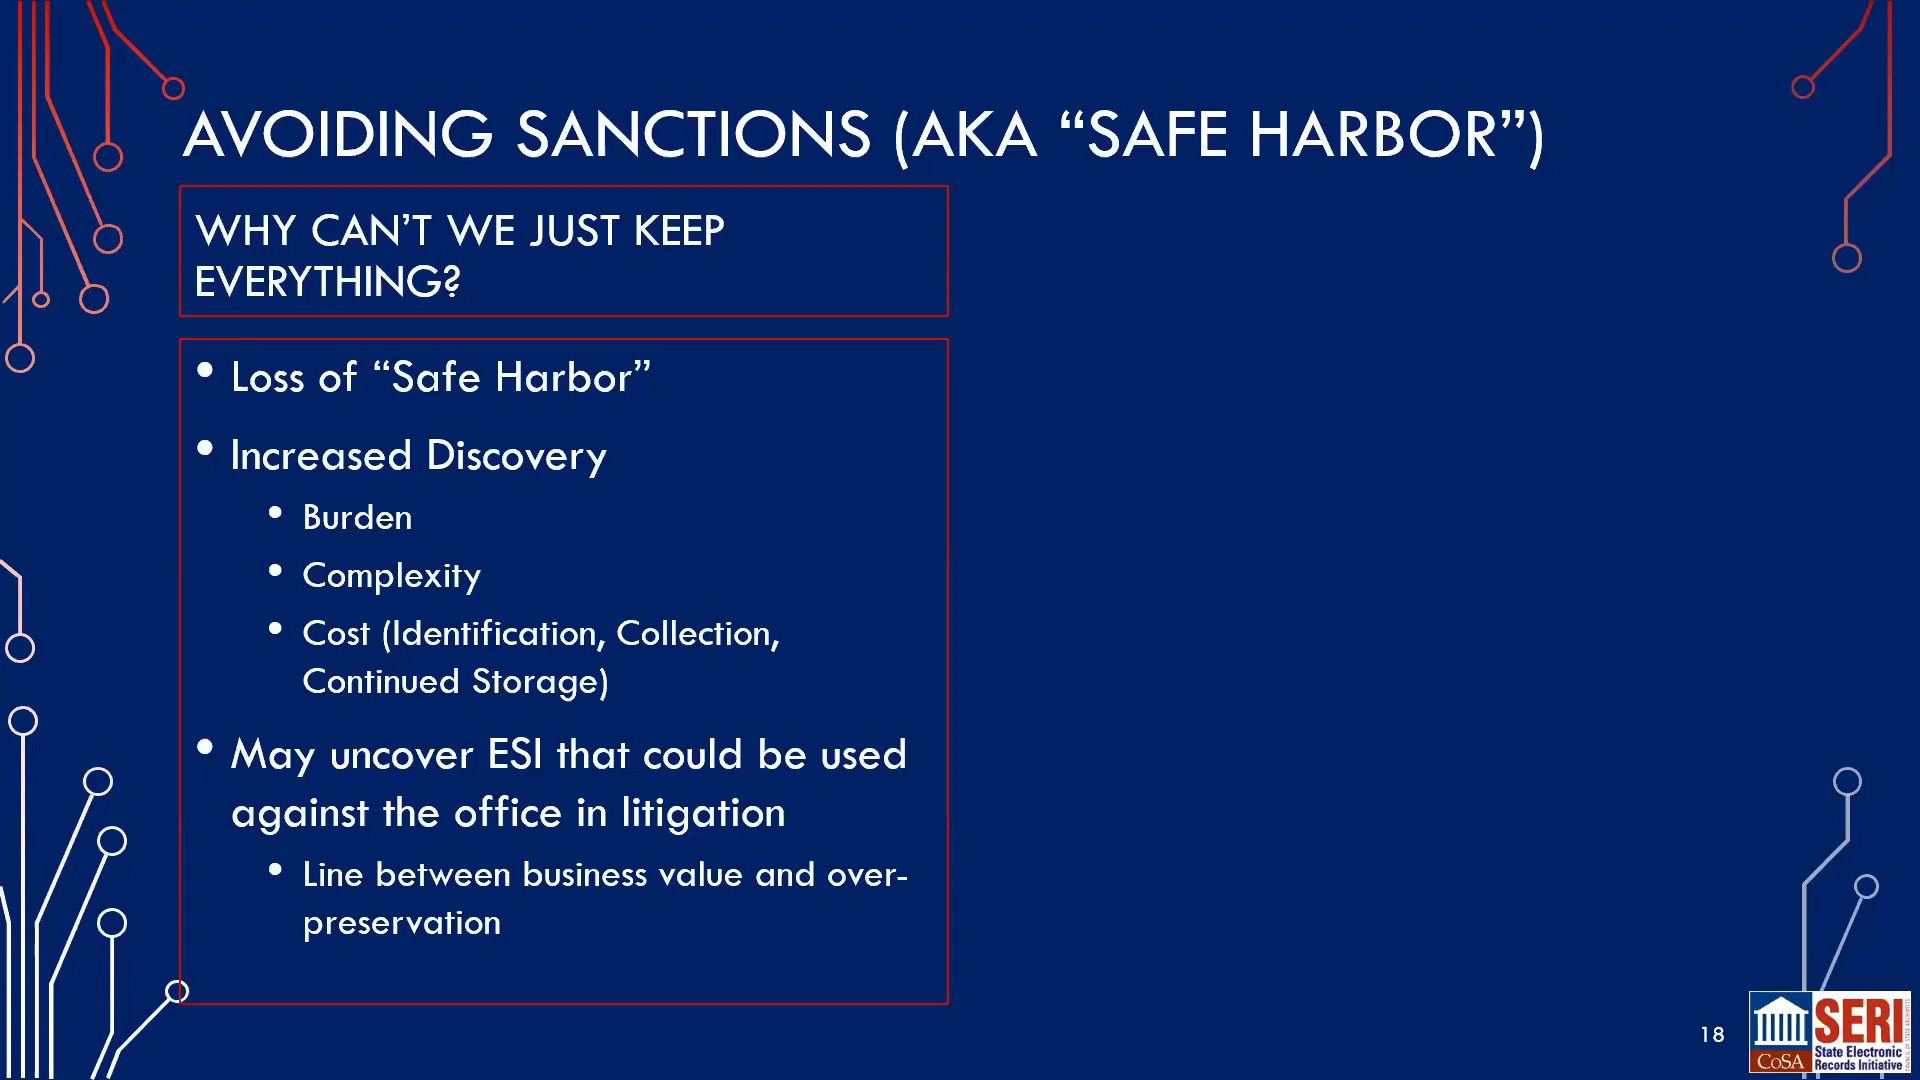 AVOIDING SANCTIONS (AKA “SAFE HARBOR”)
WHY CAN’T WE JUST KEEP
EVERYTHING?
• Loss of “Safe Harbor”
• Increased Discovery
• Burden
• Complexity
• Cost (Identification, Collection,
Continued Storage)
• May uncover ESI that could be used
against the office in litigation
• Line between business value and over-
preservation
18
CoSA
SERI
State Electronic
Records Initiative